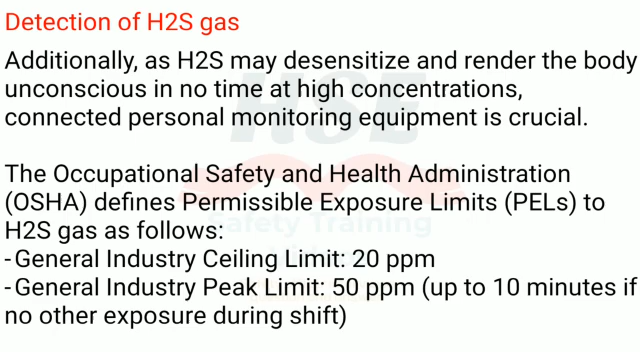 Detection of H2S gas
Additionally, as H2S may desensitize and render the body
unconscious in no time at high concentrations,
connected personal monitoring equipment is crucial.
The Occupational Safety and Health Administration
(OSHA) defines Permissible Exposure Limits (PELs) to
H2S gas as follows:
-General Industry Ceiling Limit: 20 ppm
-General Industry Peak Limit: 50 ppm (up to 10 minutes if
no other exposure during shift)
HSE
Safety Training